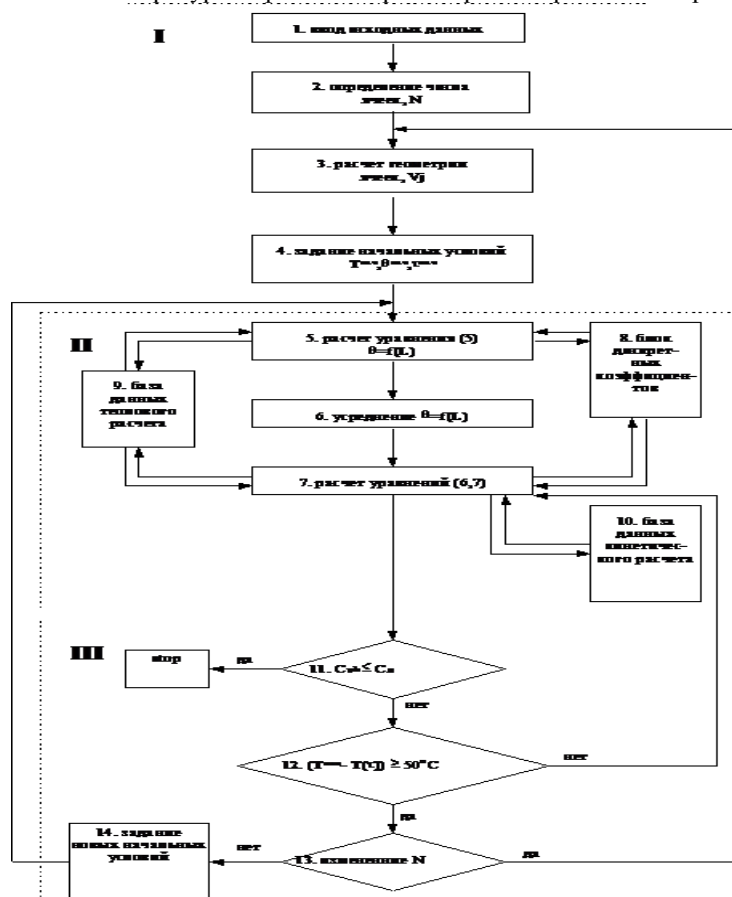 I
1. ввод исходных данных
2. определение числа
ячеек, N
3. расчет геометрии
ячеек, Vj
4. задание начальных условий
II
5. расчет уравнения (5)
θ=f(L)
8. блок
дискрет-
ных
коэффициен-
тов
9. база
данных
теплового
расчета
6. усреднение θ=f(L)
7. расчет уравнений (6,7)
10. база
данных
кинетичес-
кого расчета
III
stop
да
11.
нет
12. ≥ 50°C
нет
да
14. задание
новых начальных
условий
нет
13. изменение N
да